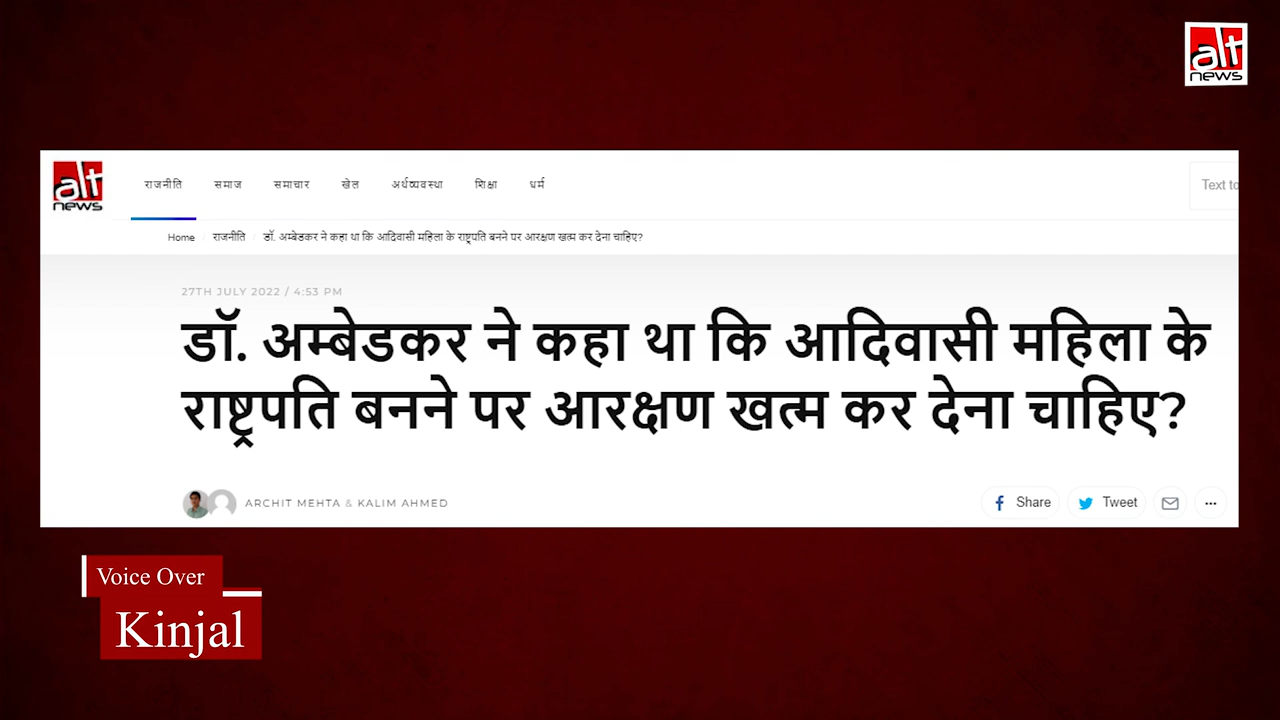 alt
news
alt
news
राजनीति समाज समाचार खेल अर्थव्यवस्था शिक्षा धर्म
Text to
Home / राजनीति / डॉ. अम्बेडकर ने कहा था कि आदिवासी महिला के राष्ट्रपति बनने पर आरक्षण खत्म कर देना चाहिए?
27TH JULY 2022 / 4:53 PM
डॉ. अम्बेडकर ने कहा था कि आदिवासी महिला के
राष्ट्रपति बनने पर आरक्षण खत्म कर देना चाहिए?
ARCHIT MEHTA & KALIM AHMED
Share Tweet
Voice Over
Kinjal